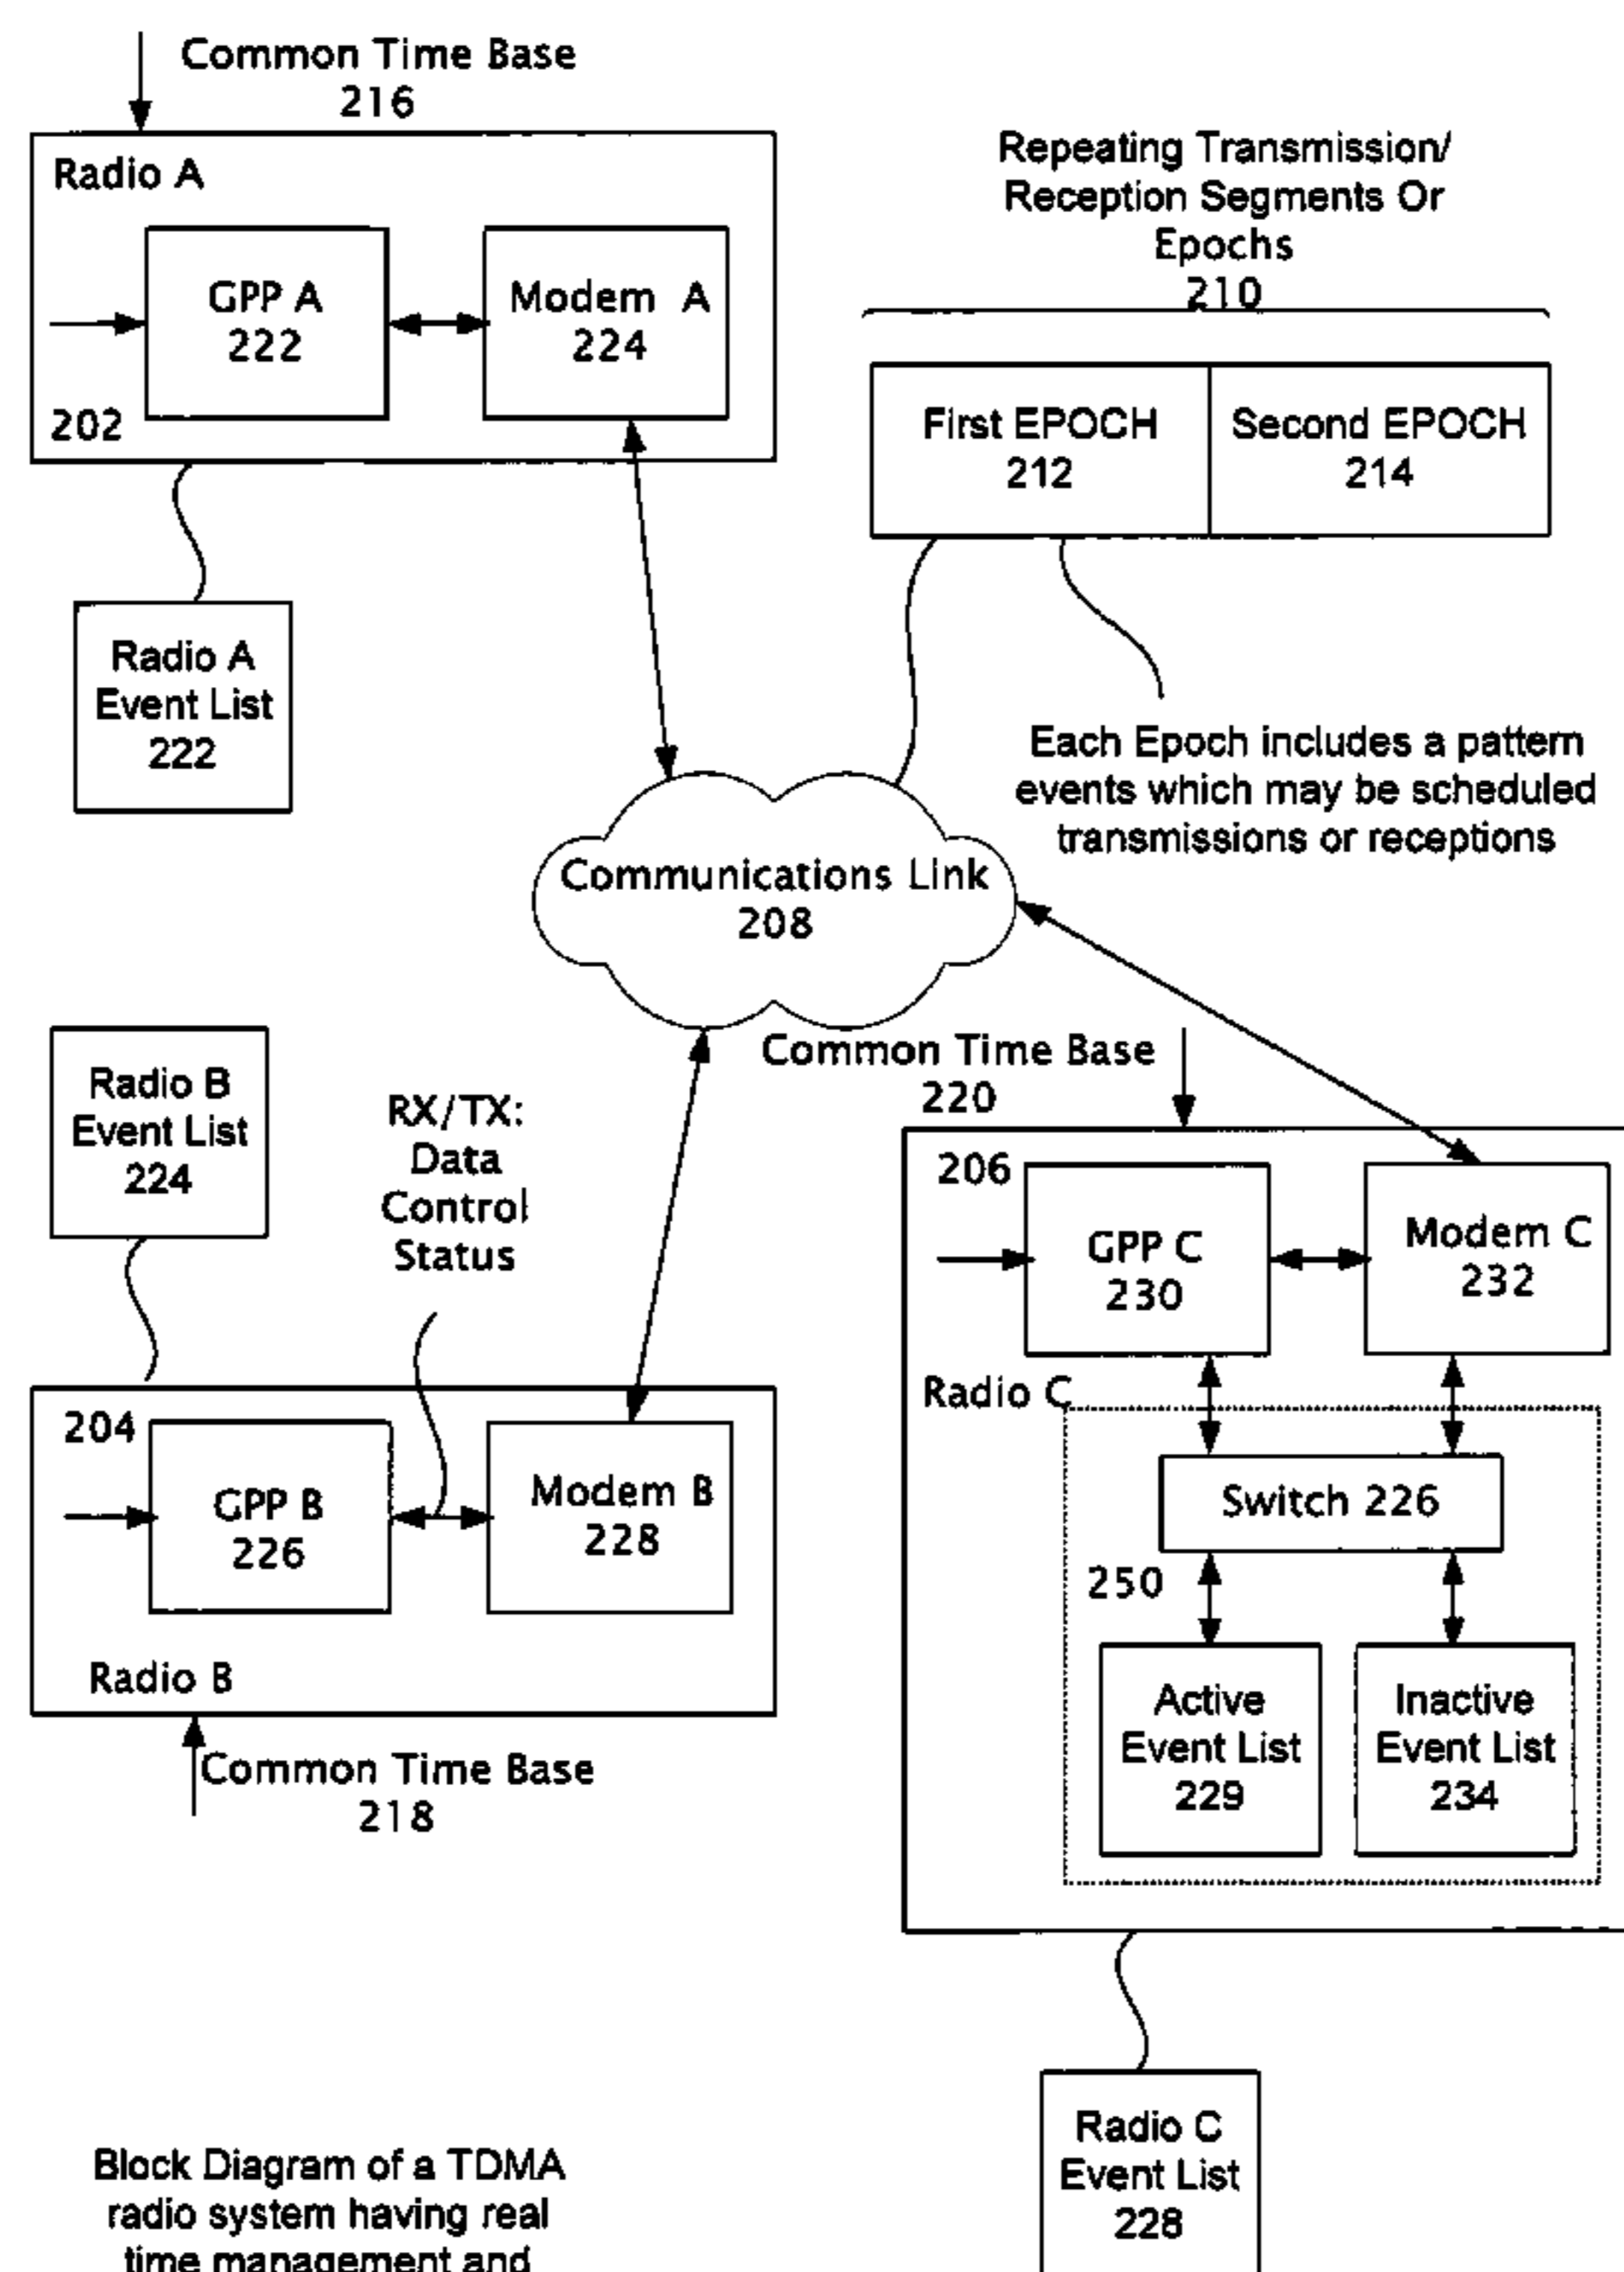 Common Time Base
216
Radio A
GPP A
222
Modem A
224
202
Radio A
Event List
222
Repeating Transmission/
Reception Segments Or
Epochs
210
First EPOCH
212
Second EPOCH
214
Each Epoch includes a pattern
events which may be scheduled
transmissions or receptions
Communications Link
208
Radio B
Event List
224
RX/TX:
Data
Control
Status
204
GPP B
226
Modem B
228
Radio B
Common Time Base
218
Common Time Base
220
206
GPP C
230
Modem C
232
Radio C
Switch 226
250
Active
Event List
229
Inactive
Event List
234
Radio C
Event List
228
Block Diagram of a TDMA
radio system having real
time management and